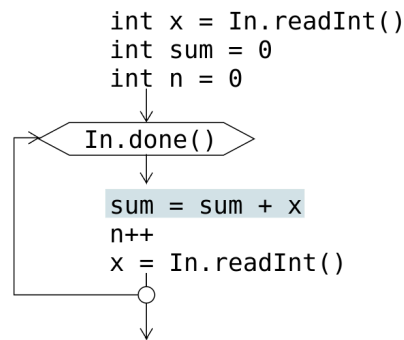 int x = In.readInt()
int sum = 0
int n = 0
In.done()
sum = sum + x
n++
x = In.readInt()